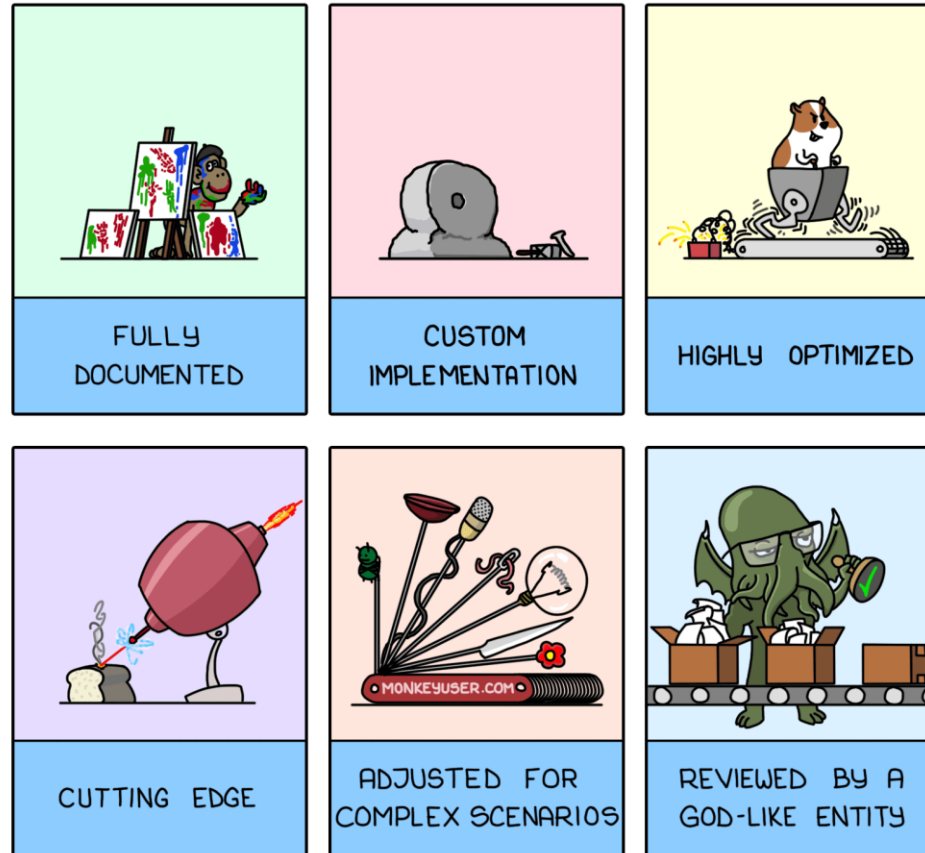 FULLY
DOCUMENTED
CUSTOM
IMPLEMENTATION
HIGHLY OPTIMIZED
CUTTING EDGE
MONKEYUSER.COM
ADJUSTED FOR
COMPLEX SCENARIOS
REVIEWED BY A
GOD-LIKE ENTITY